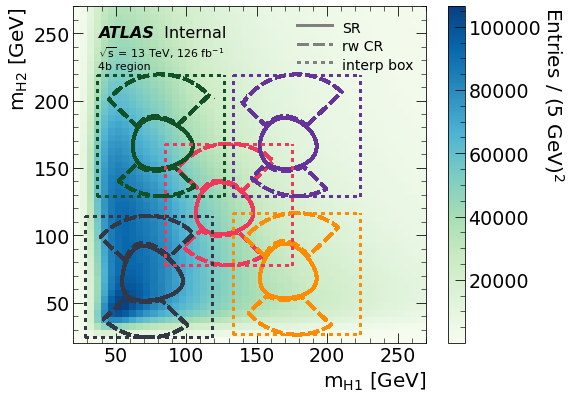 ATLAS Internal
√s = 13 TeV, 126 fb⁻¹
4b region
SR
rw CR
interp box
m_H2 [GeV]
250
200
150
100
50
50 100 150 200 250
m_H1 [GeV]
100000
80000
60000
40000
20000
Entries / (5 GeV)²